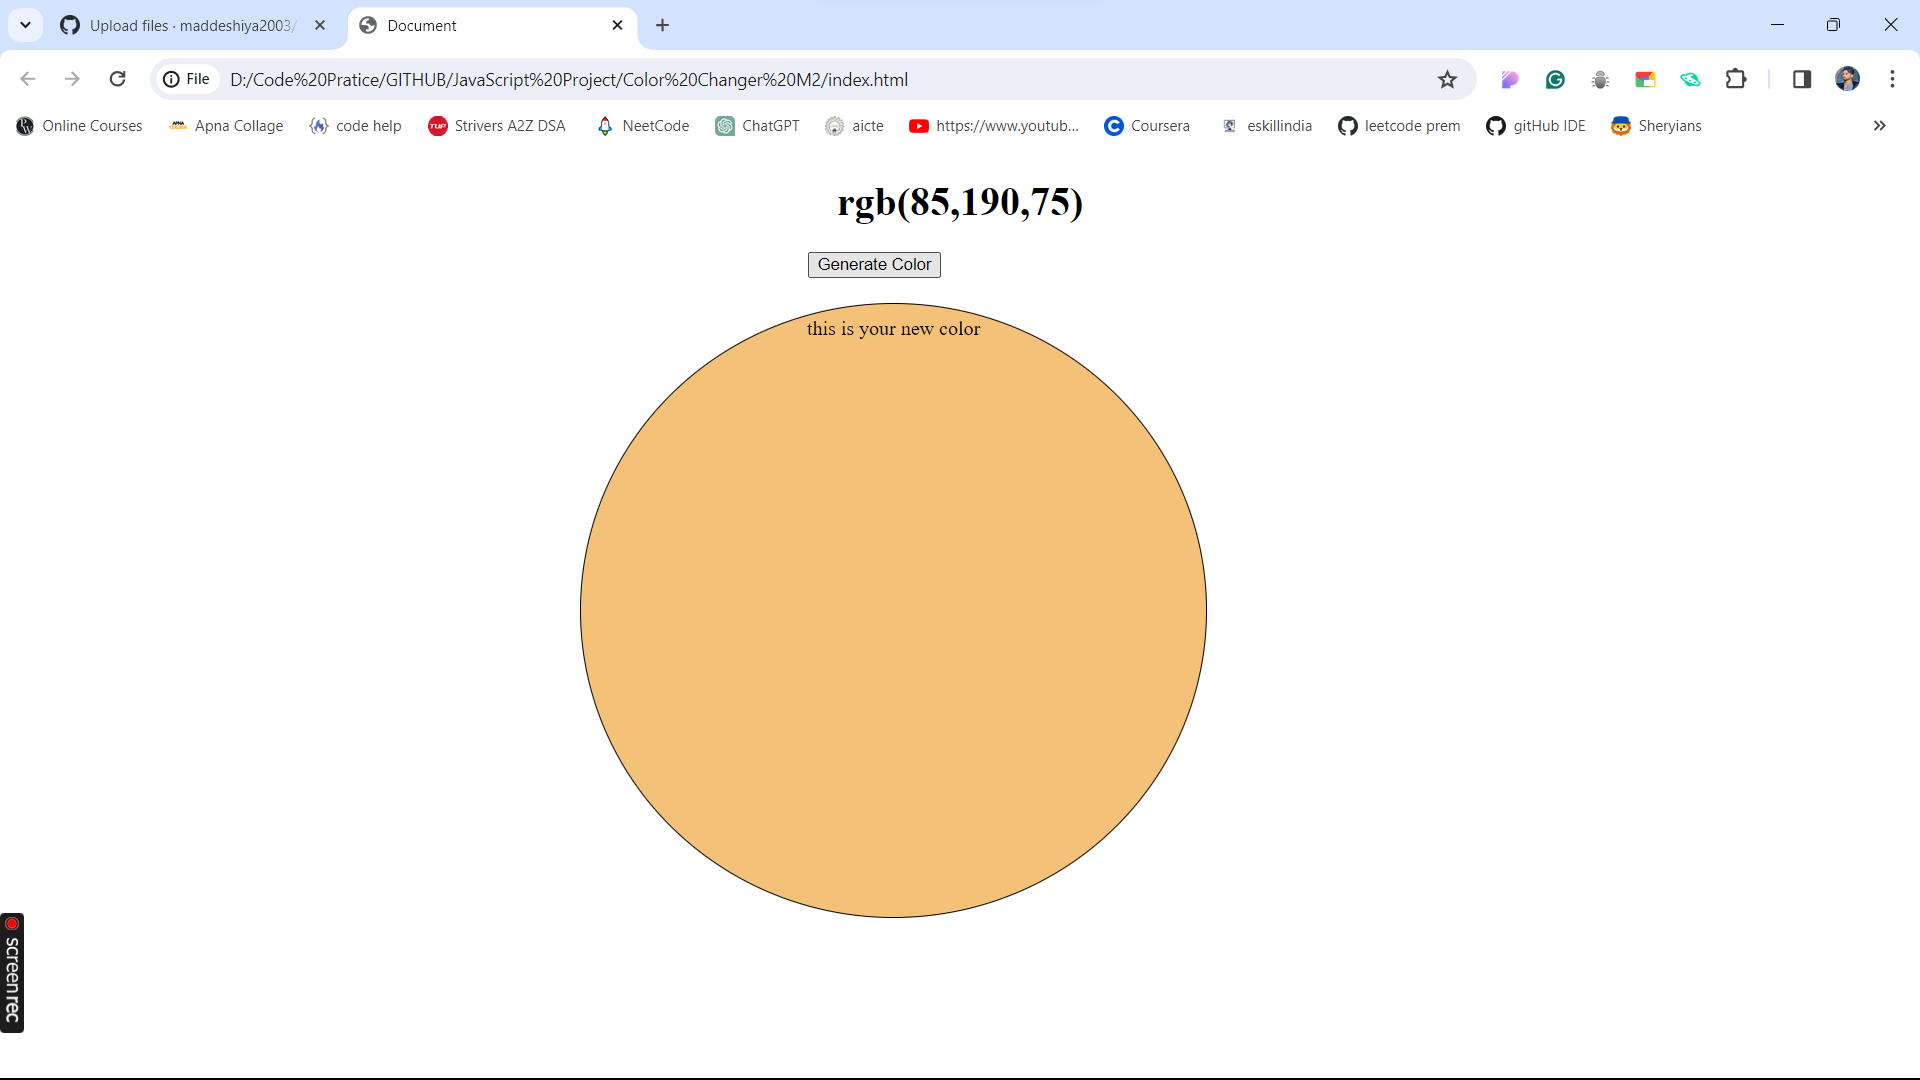 Upload files · maddeshiya2003/
Document
File
D:/Code%20Pratice/GITHUB/JavaScript%20Project/Color%20Changer%20M2/index.html
Online Courses
Apna Collage
code help
TUF Strivers A2Z DSA
NeetCode
ChatGPT
aicte
https://www.youtub...
Coursera
eskillindia
leetcode prem
gitHub IDE
Sheryians
rgb(85,190,75)
Generate Color
this is your new color
screenrec